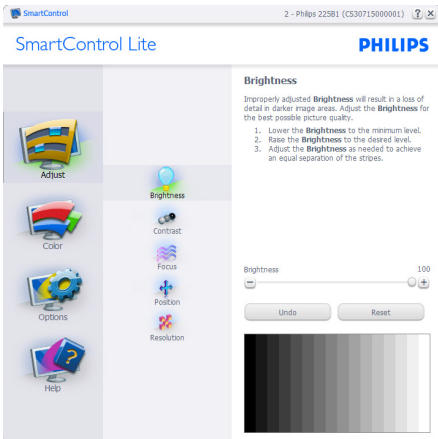 SmartControl
2 - Philips 225B1 (CS30715000001)
SmartControl Lite
PHILIPS
Adjust
Color
Options
Help
Brightness
Contrast
Focus
Position
Resolution
Brightness
Improperly adjusted Brightness will result in a loss of
detail in darker image areas. Adjust the Brightness for
the best possible picture quality.
1. Lower the Brightness to the minimum level.
2. Raise the Brightness to the desired level.
3. Adjust the Brightness as needed to achieve
an equal separation of the stripes.
Brightness
100
Undo
Reset